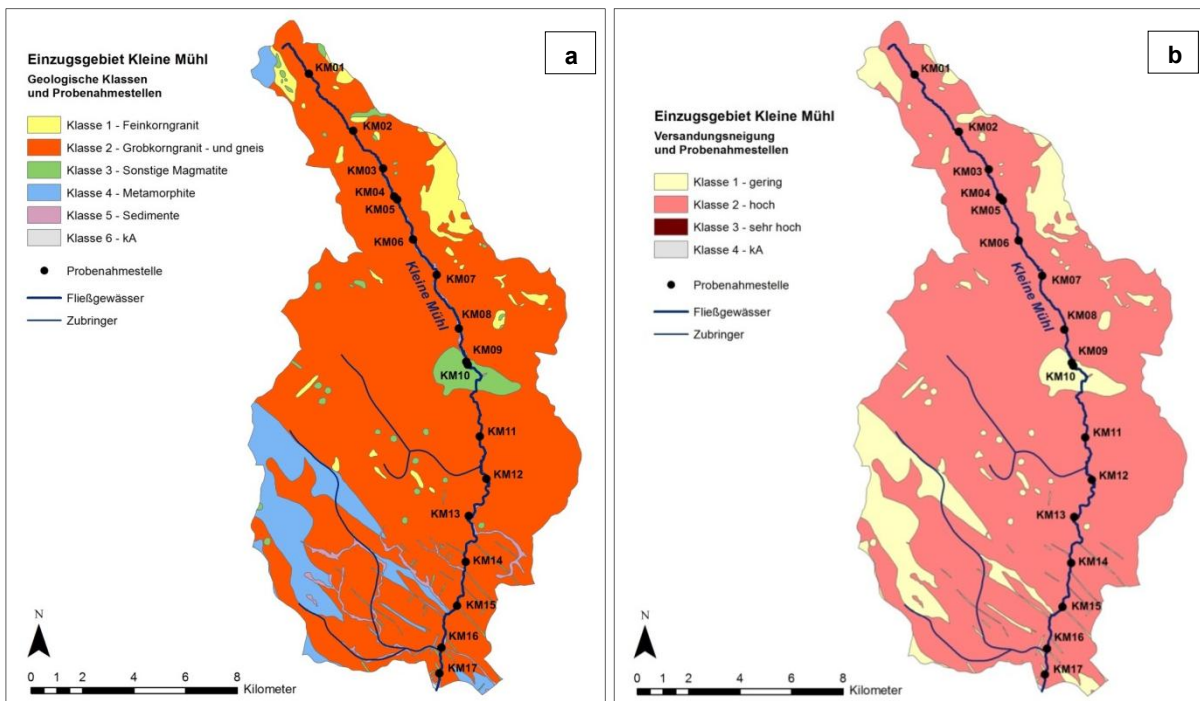 a
Einzugsgebiet Kleine Mühl
Geologische Klassen
und Probenahmestellen
Klasse 1 - Feinkorngranit
Klasse 2 - Grobkorngranit - und gneis
Klasse 3 - Sonstige Magmatite
Klasse 4 - Metamorphite
Klasse 5 - Sedimente
Klasse 6 - kA
Probenahmestelle
Fließgewässer
Zubringer
KM01
KM02
KM03
KM04
KM05
KM06
KM07
Kleine Mühl
KM08
KM09
KM10
KM11
KM12
KM13
KM14
KM15
KM16
KM17
N
0 1 2 4 6 8
Kilometer
b
Einzugsgebiet Kleine Mühl
Versandungsneigung
und Probenahmestellen
Klasse 1 - gering
Klasse 2 - hoch
Klasse 3 - sehr hoch
Klasse 4 - kA
Probenahmestelle
Fließgewässer
Zubringer
KM01
KM02
KM03
KM04
KM05
KM06
KM07
Kleine Mühl
KM08
KM09
KM10
KM11
KM12
KM13
KM14
KM15
KM16
KM17
N
0 1 2 4 6 8
Kilometer